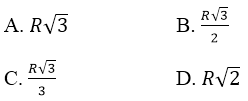 A. R√3 B. R√3/2
C. R√3/3 D. R√2